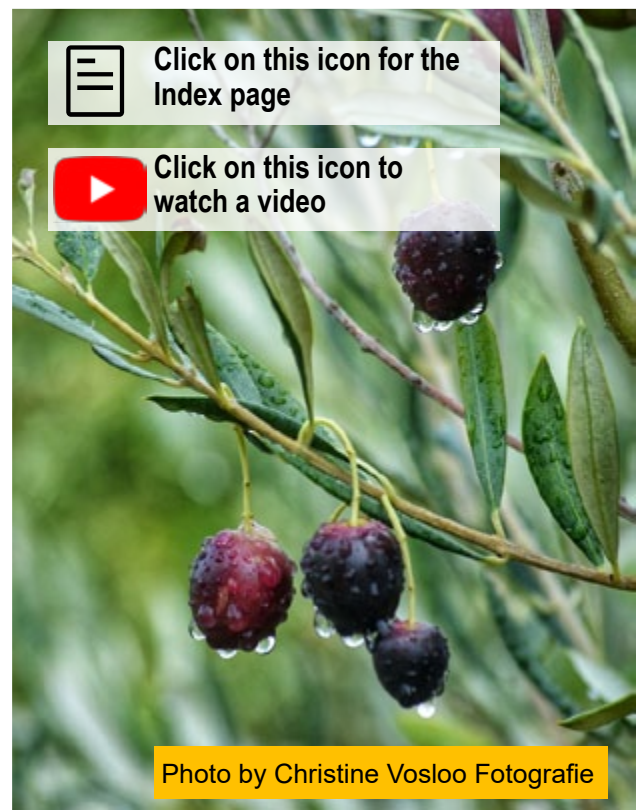 Click on this icon for the
Index page
Click on this icon to
watch a video
Photo by Christine Vosloo Fotografie